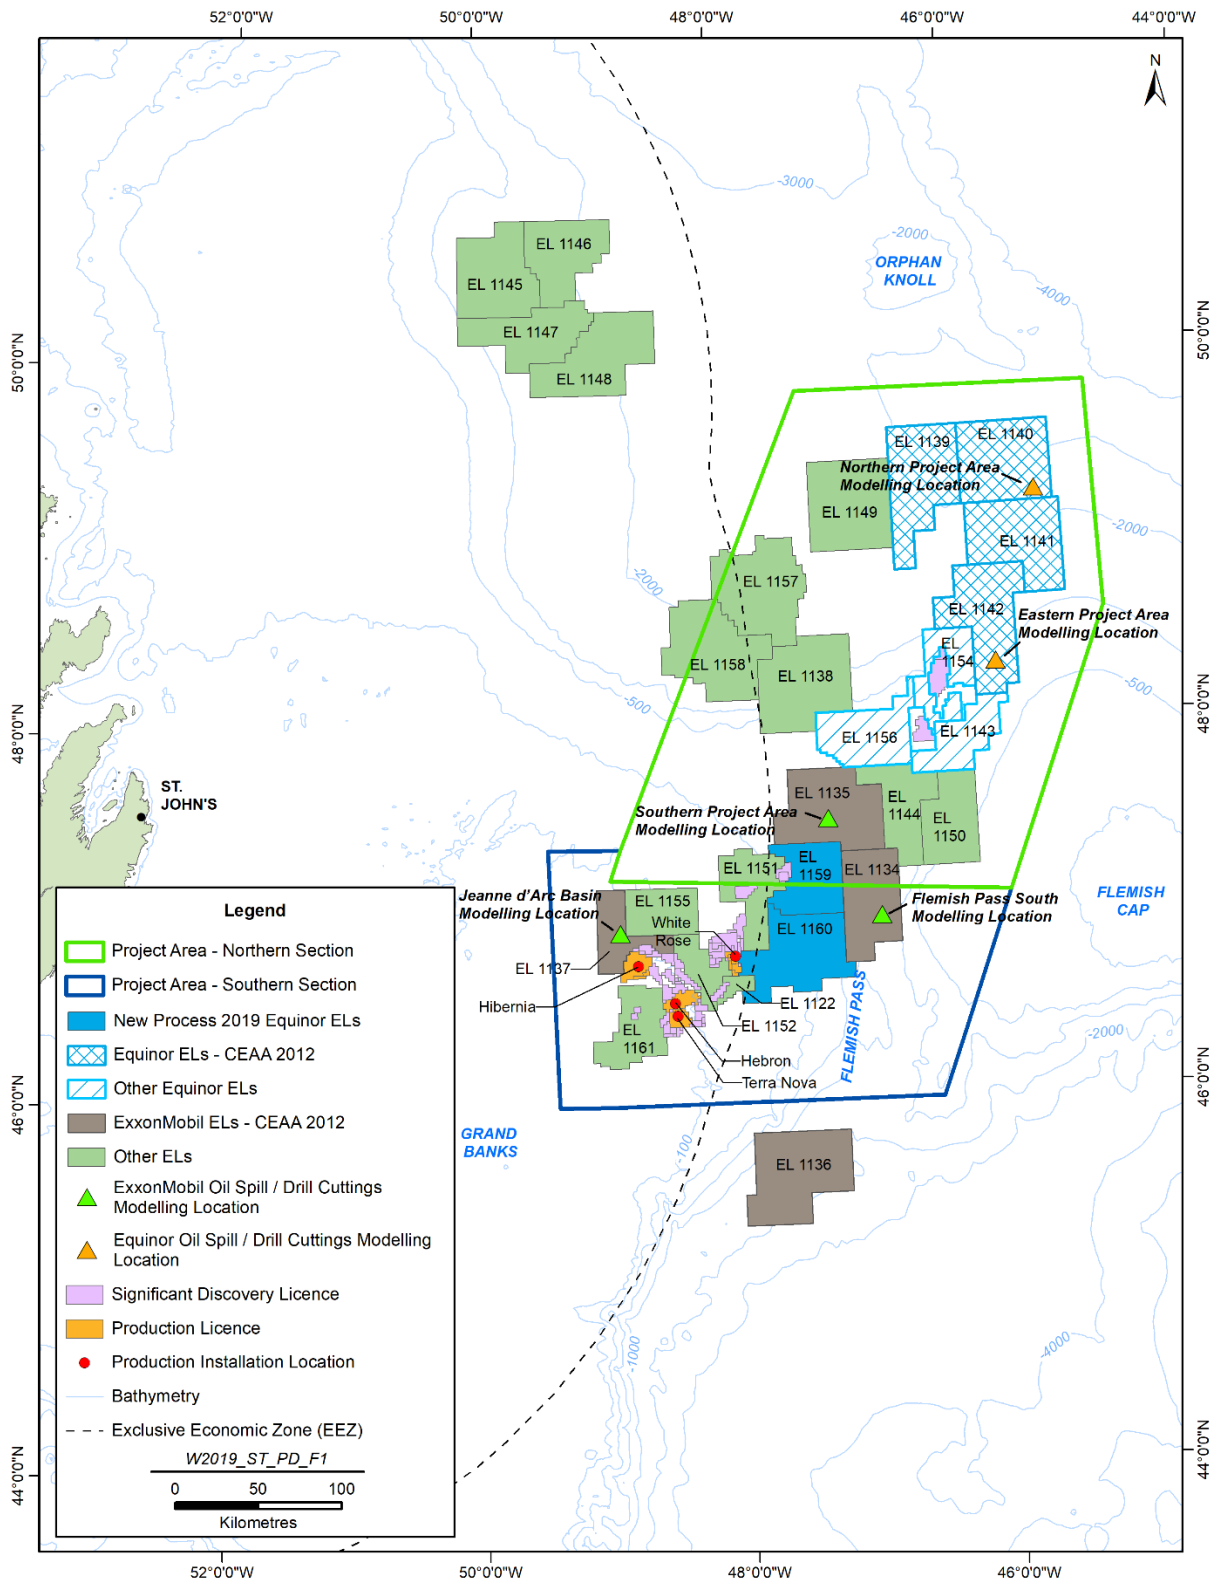 52°0'0"W
50°0'0"W
48°0'0"W
46°0'0"W
44°0'0"W
N
-3000
-2000
ORPHAN
KNOLL
-4000
EL 1146
EL 1145
EL 1147
EL 1148
50°0'0"N
50°0'0"N
EL 1139
EL 1140
Northern Project Area
Modelling Location
EL 1149
-2000
EL 1141
-2000
EL 1157
EL 1142
Eastern Project Area
Modelling Location
EL
1154
EL 1158
EL 1138
-500
-500
EL 1156
EL 1143
48°0'0"N
48°0'0"N
ST.
JOHN'S
EL 1135
Southern Project Area
Modelling Location
EL
1144
EL
1150
EL 1151
EL
1159
EL 1134
Jeanne d'Arc Basin
Modelling Location
EL 1155
White
Rose
Flemish Pass South
Modelling Location
FLEMISH
CAP
EL 1160
EL 1137
Hibernia
EL 1122
EL 1152
EL
1161
FLEMISH PASS
-2000
Hebron
Terra Nova
46°0'0"N
46°0'0"N
GRAND
BANKS
-100
EL 1136
-1000
-4000
44°0'0"N
44°0'0"N
Legend
Project Area - Northern Section
Project Area - Southern Section
New Process 2019 Equinor ELs
Equinor ELs - CEAA 2012
Other Equinor ELs
ExxonMobil ELs - CEAA 2012
Other ELs
ExxonMobil Oil Spill / Drill Cuttings
Modelling Location
Equinor Oil Spill / Drill Cuttings Modelling
Location
Significant Discovery Licence
Production Licence
Production Installation Location
Bathymetry
Exclusive Economic Zone (EEZ)
W2019_ST_PD_F1
0 50 100
Kilometres
52°0'0"W
50°0'0"W
48°0'0"W
46°0'0"W